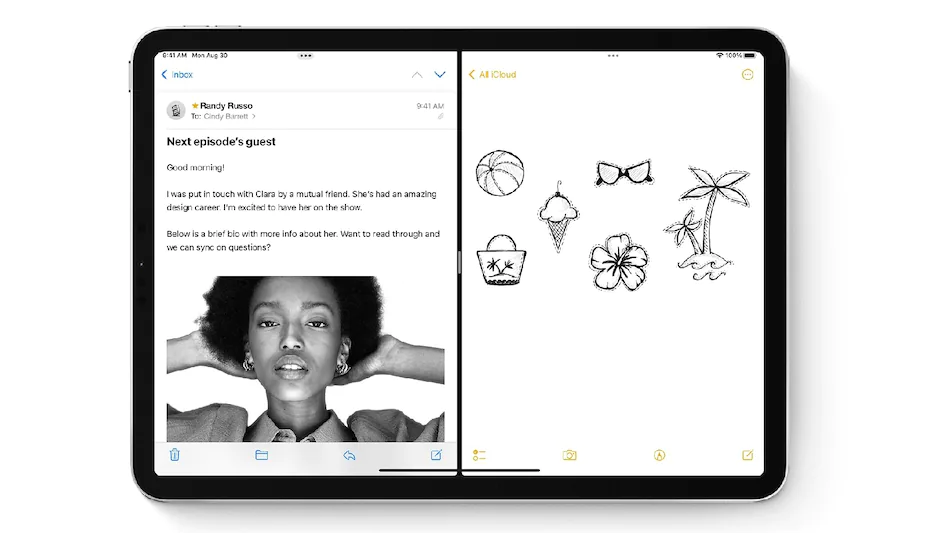 9:41 AM Mon Aug 30
100%
Inbox
All iCloud
Randy Russo
9:41 AM
To: Cindy Barrett
Next episode's guest
Good morning!
I was put in touch with Clara by a mutual friend. She's had an amazing
design career. I'm excited to have her on the show.
Below is a brief bio with more info about her. Want to read through and
we can sync on questions?